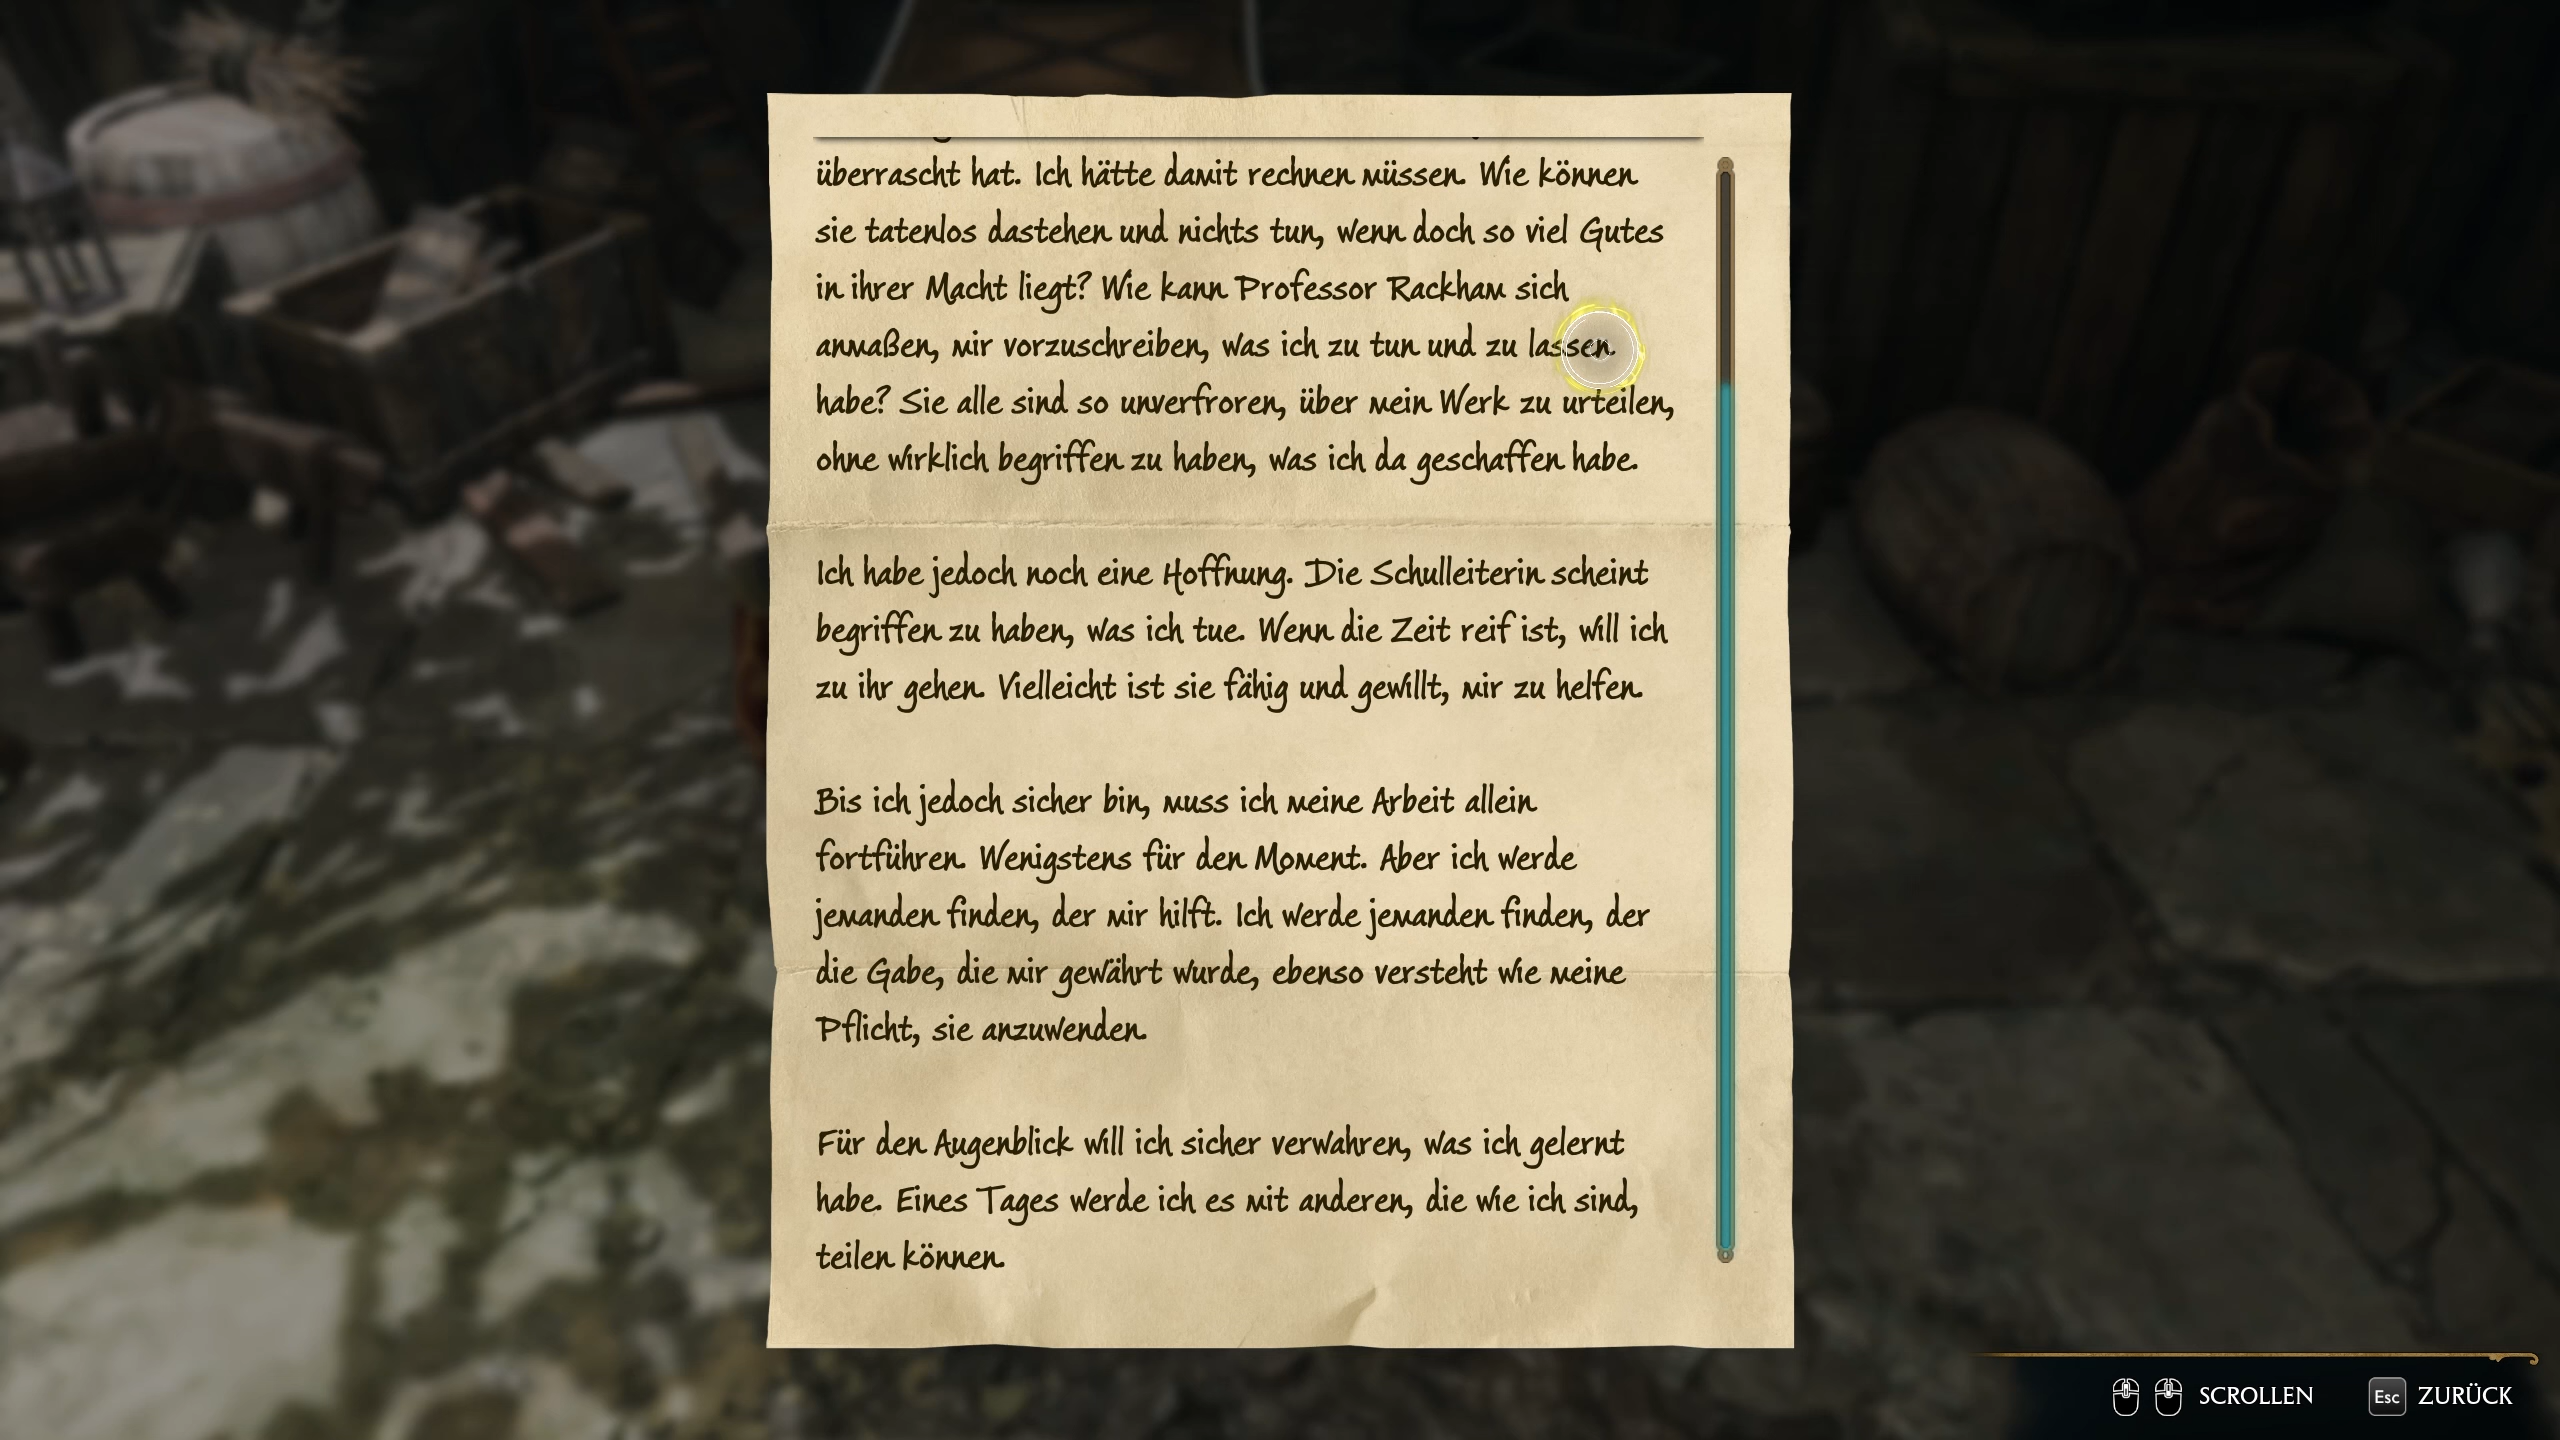 überrascht hat. Ich hätte damit rechnen müssen. Wie können
sie tatenlos dastehen und nichts tun, wenn doch so viel Gutes
in ihrer Macht liegt? Wie kann Professor Rackham sich
anmaßen, mir vorzuschreiben, was ich zu tun und zu lassen
habe? Sie alle sind so unverfroren, über mein Werk zu urteilen,
ohne wirklich begriffen zu haben, was ich da geschaffen habe.
Ich habe jedoch noch eine Hoffnung. Die Schulleiterin scheint
begriffen zu haben, was ich tue. Wenn die Zeit reif ist, will ich
zu ihr gehen. Vielleicht ist sie fähig und gewillt, mir zu helfen.
Bis ich jedoch sicher bin, muss ich meine Arbeit allein
fortführen. Wenigstens für den Moment. Aber ich werde
jemanden finden, der mir hilft. Ich werde jemanden finden, der
die Gabe, die mir gewährt wurde, ebenso versteht wie meine
Pflicht, sie anzuwenden.
Für den Augenblick will ich sicher verwahren, was ich gelernt
habe. Eines Tages werde ich es mit anderen, die wie ich sind,
teilen können.
SCROLLEN
Esc ZURÜCK